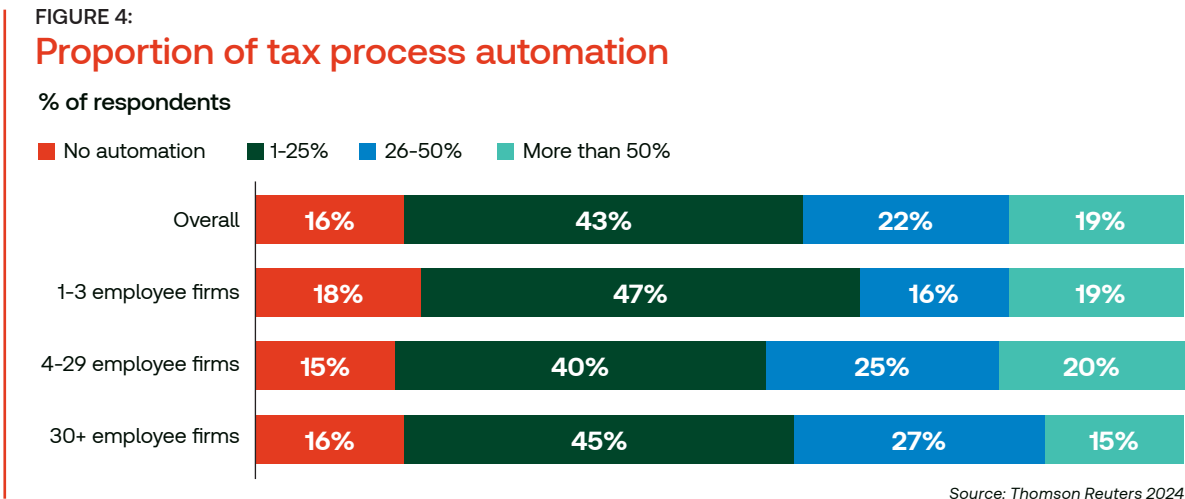 FIGURE 4:
Proportion of tax process automation
% of respondents
No automation 1-25% 26-50% More than 50%
Overall 16% 43% 22% 19%
1-3 employee firms 18% 47% 16% 19%
4-29 employee firms 15% 40% 25% 20%
30+ employee firms 16% 45% 27% 15%
Source: Thomson Reuters 2024